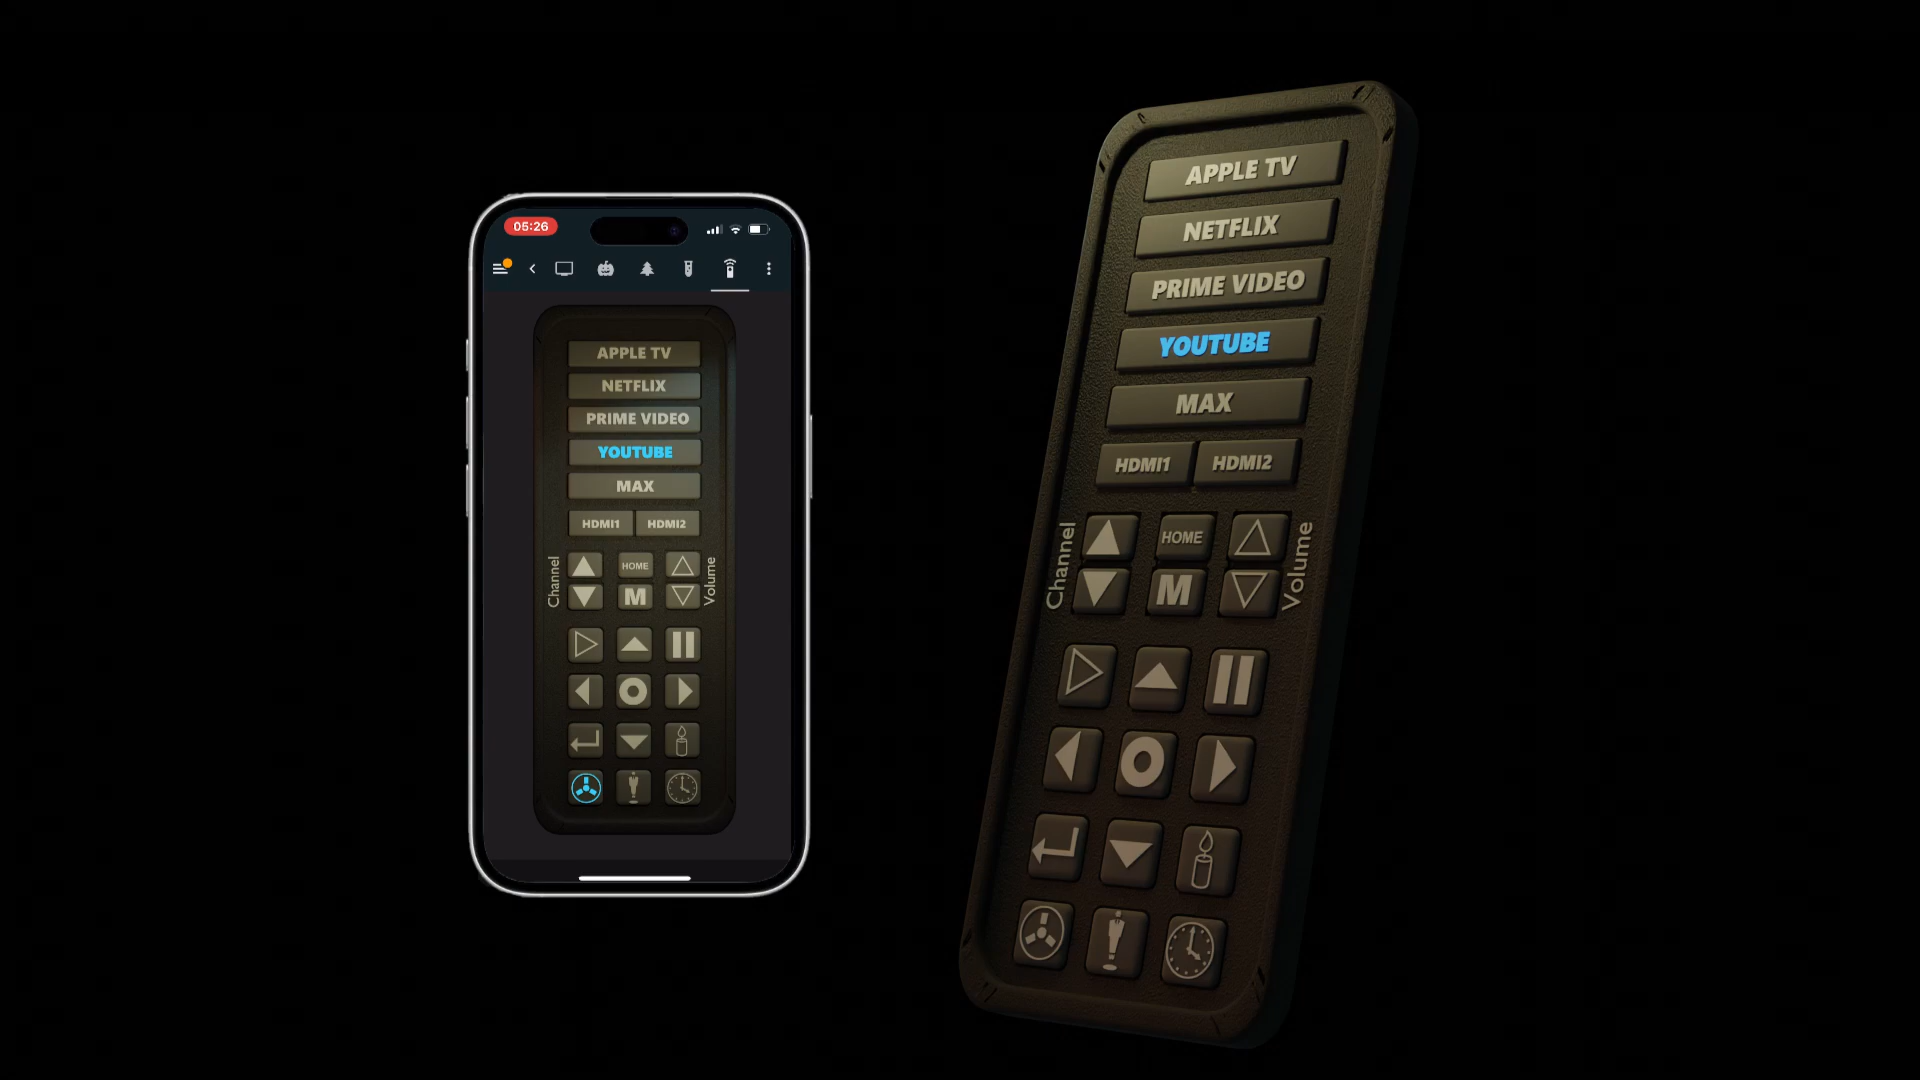 05:26
APPLE TV
NETFLIX
PRIME VIDEO
YOUTUBE
MAX
HDMI1 HDMI2
Channel
HOME
M
Volume
APPLE TV
NETFLIX
PRIME VIDEO
YOUTUBE
MAX
HDMI1 HDMI2
Channel
HOME
M
Volume